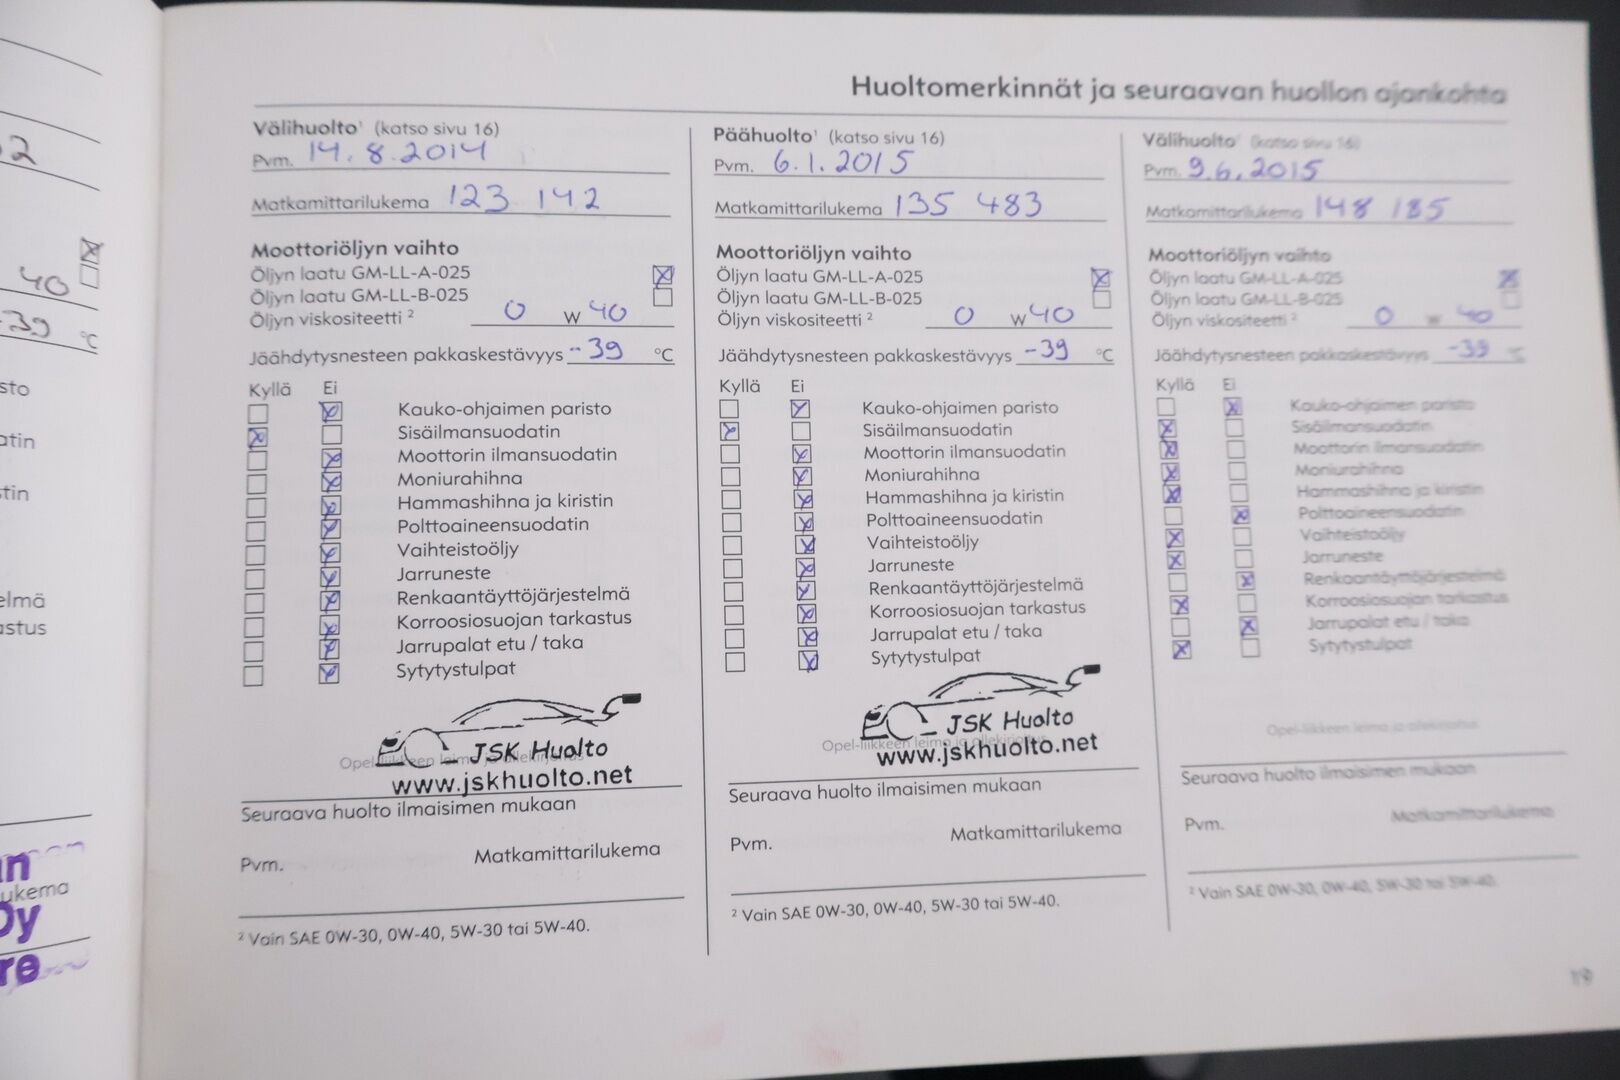 Huoltomerkinnät ja seuraavan huollon ajankohta
Välihuolto¹ (katso sivu 16)
Pvm. 14.8.2014
Matkamittarilukema 123 142
Moottoriöljyn vaihto
Öljyn laatu GM-LL-A-025
Öljyn laatu GM-LL-B-025
Öljyn viskositeetti ² 0 W 40
Jäähdytysnesteen pakkaskestävyys -39 °C
Kyllä Ei
Kauko-ohjaimen paristo
Sisäilmansuodatin
Moottorin ilmansuodatin
Moniurahihna
Hammashihna ja kiristin
Polttoaineensuodatin
Vaihteistoöljy
Jarruneste
Renkaantäyttöjärjestelmä
Korroosiosuojan tarkastus
Jarrupalat etu / taka
Sytytystulpat
JSK Huolto
Opel-liikkeen leima ja allekirjoitus
www.jskhuolto.net
Seuraava huolto ilmaisimen mukaan
Pvm. Matkamittarilukema
² Vain SAE 0W-30, 0W-40, 5W-30 tai 5W-40.
Päähuolto¹ (katso sivu 16)
Pvm. 6.1.2015
Matkamittarilukema 135 483
Moottoriöljyn vaihto
Öljyn laatu GM-LL-A-025
Öljyn laatu GM-LL-B-025
Öljyn viskositeetti ² 0 W 40
Jäähdytysnesteen pakkaskestävyys -39 °C
Kyllä Ei
Kauko-ohjaimen paristo
Sisäilmansuodatin
Moottorin ilmansuodatin
Moniurahihna
Hammashihna ja kiristin
Polttoaineensuodatin
Vaihteistoöljy
Jarruneste
Renkaantäyttöjärjestelmä
Korroosiosuojan tarkastus
Jarrupalat etu / taka
Sytytystulpat
JSK Huolto
Opel-liikkeen leima ja allekirjoitus
www.jskhuolto.net
Seuraava huolto ilmaisimen mukaan
Pvm. Matkamittarilukema
² Vain SAE 0W-30, 0W-40, 5W-30 tai 5W-40.
Välihuolto¹ (katso sivu 16)
Pvm. 9.6.2015
Matkamittarilukema 148 185
Moottoriöljyn vaihto
Öljyn laatu GM-LL-A-025
Öljyn laatu GM-LL-B-025
Öljyn viskositeetti ² 0 W 40
Jäähdytysnesteen pakkaskestävyys -39 °C
Kyllä Ei
Kauko-ohjaimen paristo
Sisäilmansuodatin
Moottorin ilmansuodatin
Moniurahihna
Hammashihna ja kiristin
Polttoaineensuodatin
Vaihteistoöljy
Jarruneste
Renkaantäyttöjärjestelmä
Korroosiosuojan tarkastus
Jarrupalat etu / taka
Sytytystulpat
Opel-liikkeen leima ja allekirjoitus
Seuraava huolto ilmaisimen mukaan
Pvm. Matkamittarilukema
² Vain SAE 0W-30, 0W-40, 5W-30 tai 5W-40.
19